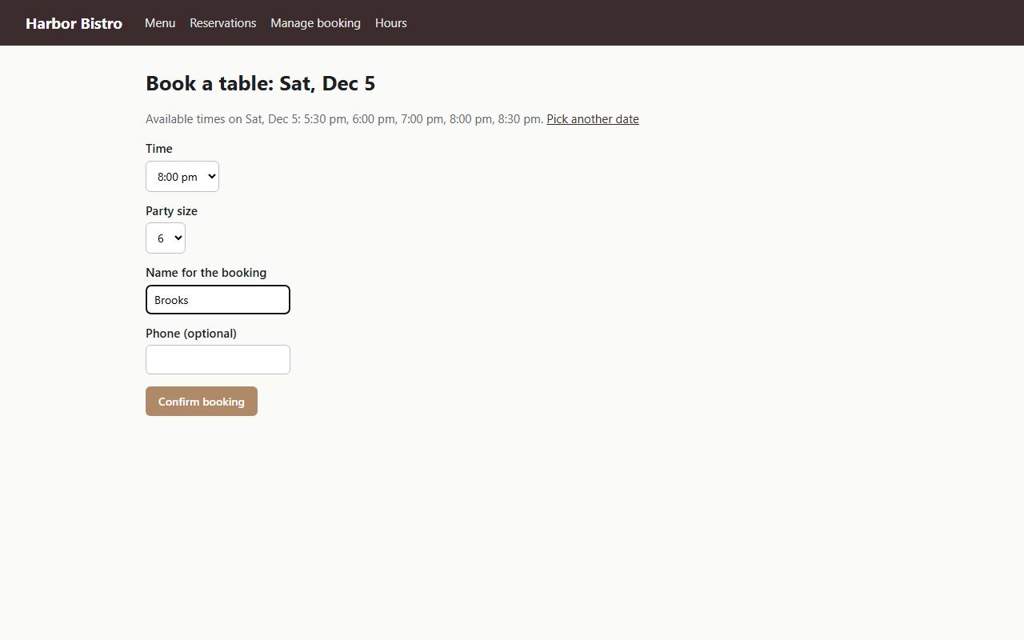 Harbor Bistro Menu Reservations Manage booking Hours
Book a table: Sat, Dec 5
Available times on Sat, Dec 5: 5:30 pm, 6:00 pm, 7:00 pm, 8:00 pm, 8:30 pm. Pick another date
Time
8:00 pm
Party size
6
Name for the booking
Brooks
Phone (optional)
Confirm booking